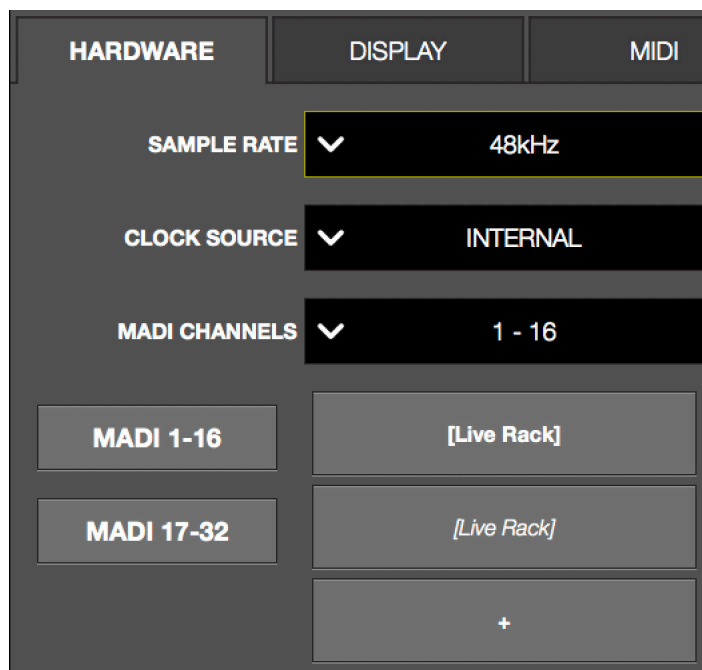 HARDWARE DISPLAY MIDI
SAMPLE RATE 48kHz
CLOCK SOURCE INTERNAL
MADI CHANNELS 1 - 16
MADI 1-16 [Live Rack]
MADI 17-32 [Live Rack]
+